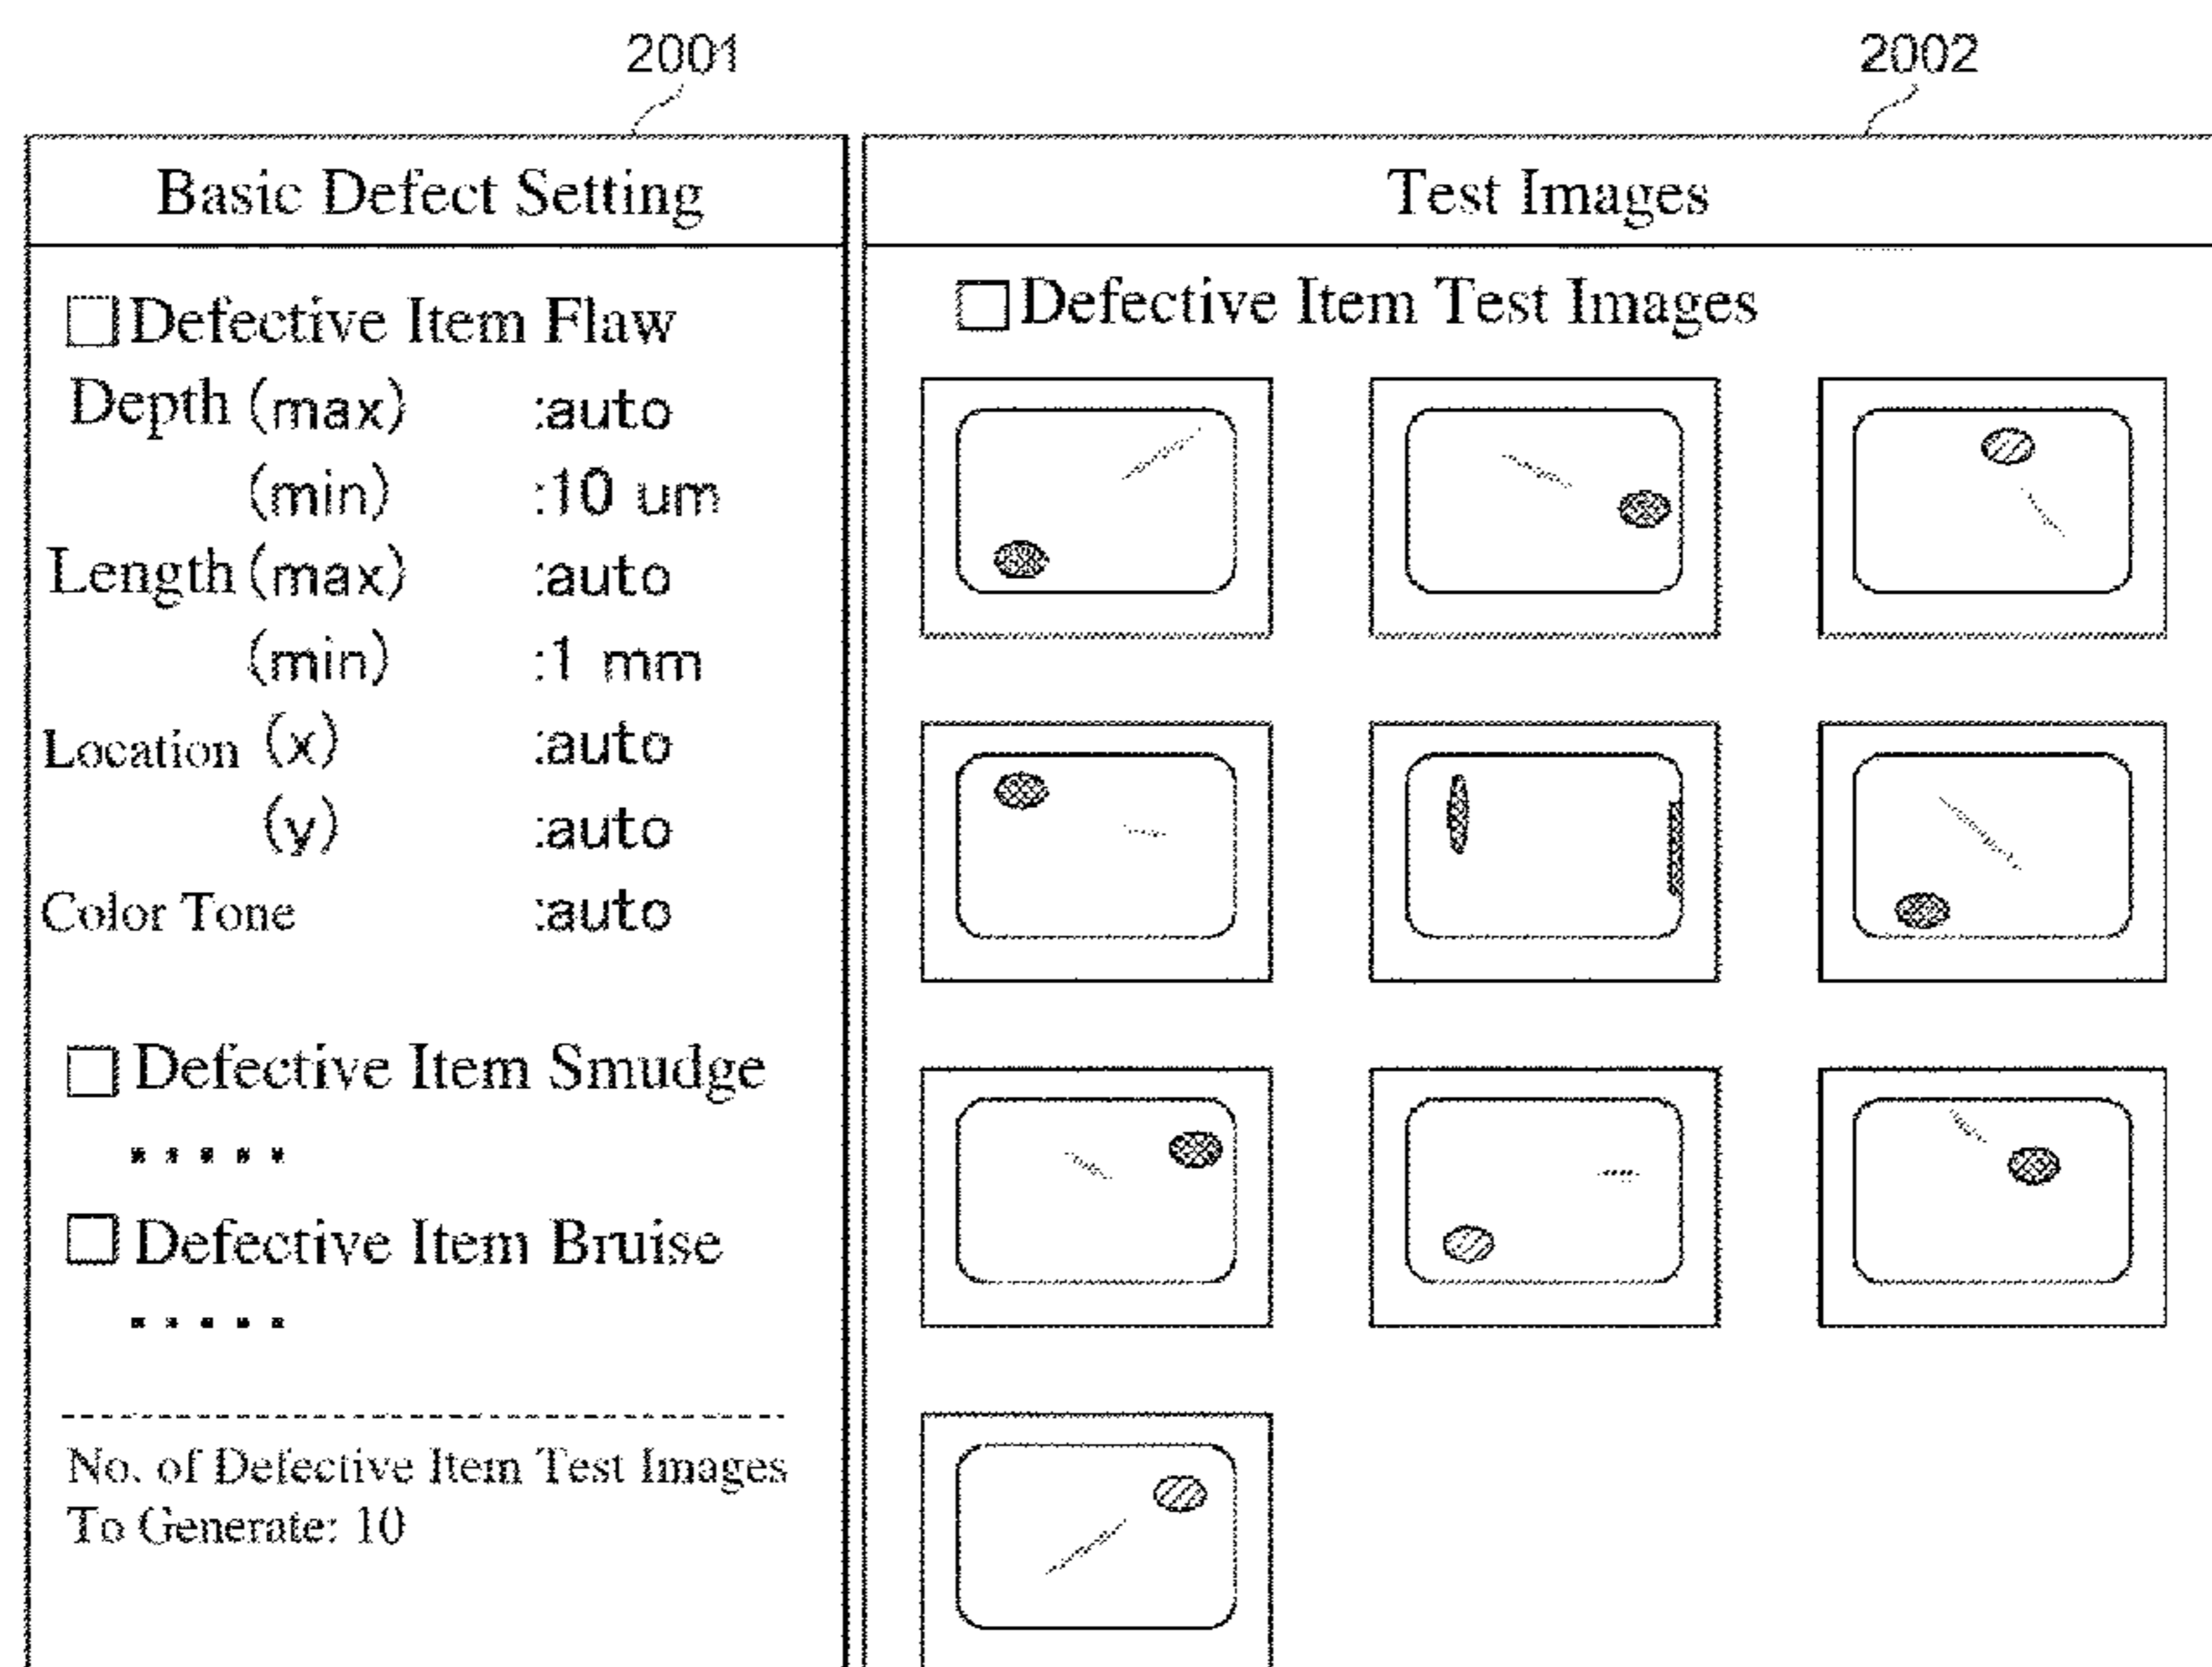 2001
2002
Basic Defect Setting
□Defective Item Flaw
Depth (max) :auto
(min) :10 um
Length (max) :auto
(min) :1 mm
Location (x) :auto
(y) :auto
Color Tone :auto
□Defective Item Smudge
.....
□Defective Item Bruise
.....
No. of Defective Item Test Images
To Generate: 10
Test Images
□Defective Item Test Images